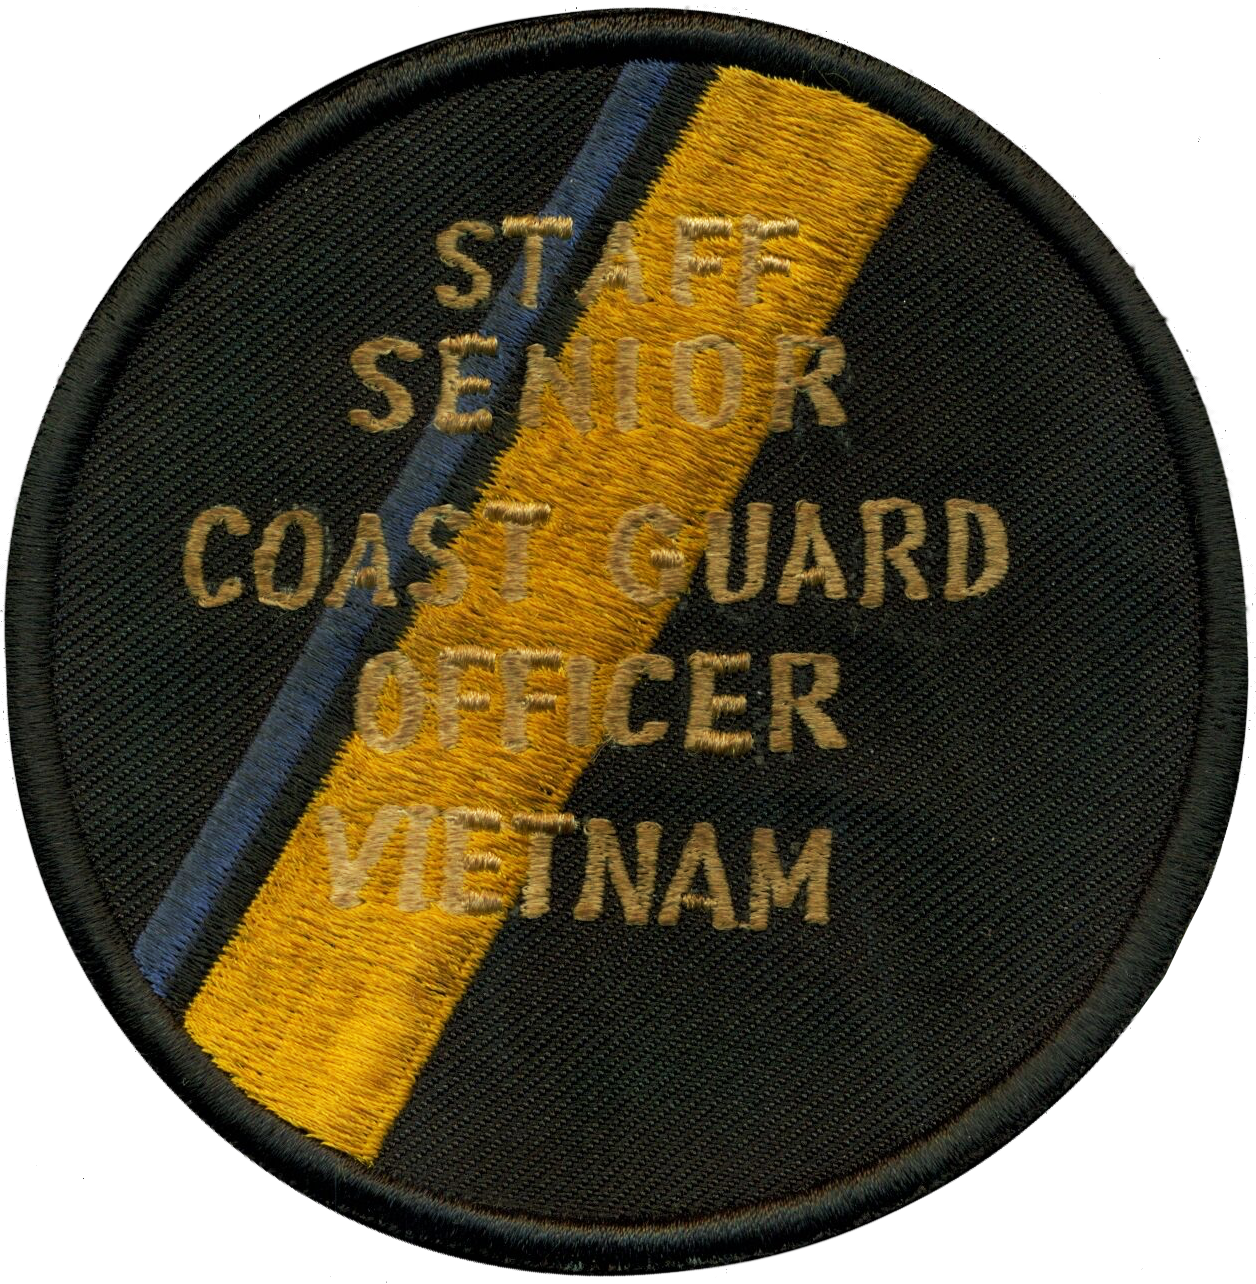 STAFF
SENIOR
COAST GUARD
OFFICER
VIETNAM